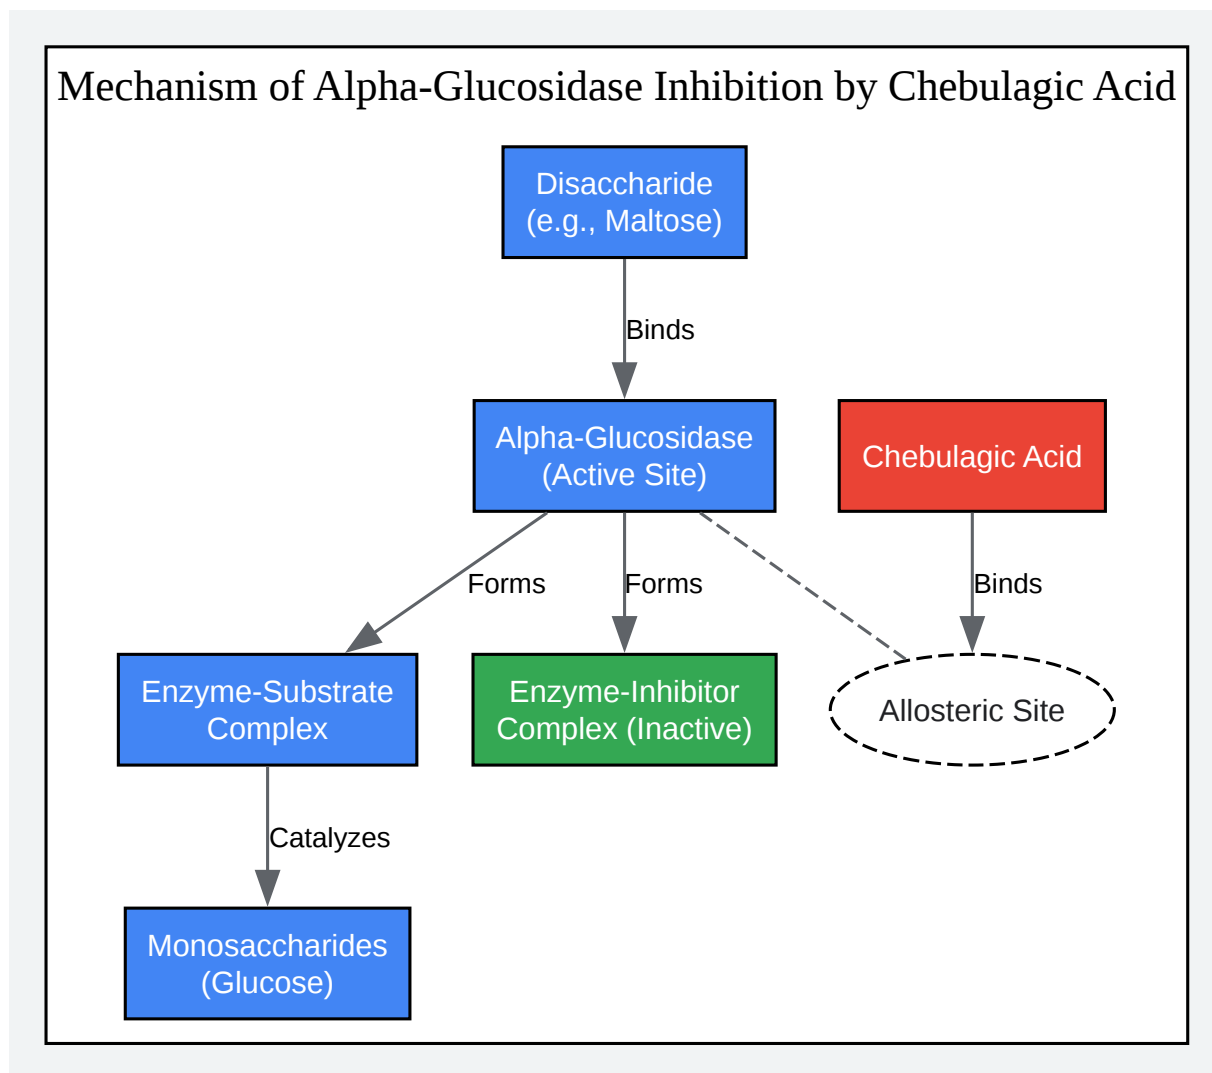 Mechanism of Alpha-Glucosidase Inhibition by Chebulagic Acid
Disaccharide
(e.g., Maltose)
Binds
Alpha-Glucosidase
(Active Site)
Chebulagic Acid
Forms
Forms
Binds
Enzyme-Substrate
Complex
Enzyme-Inhibitor
Complex (Inactive)
Allosteric Site
Catalyzes
Monosaccharides
(Glucose)